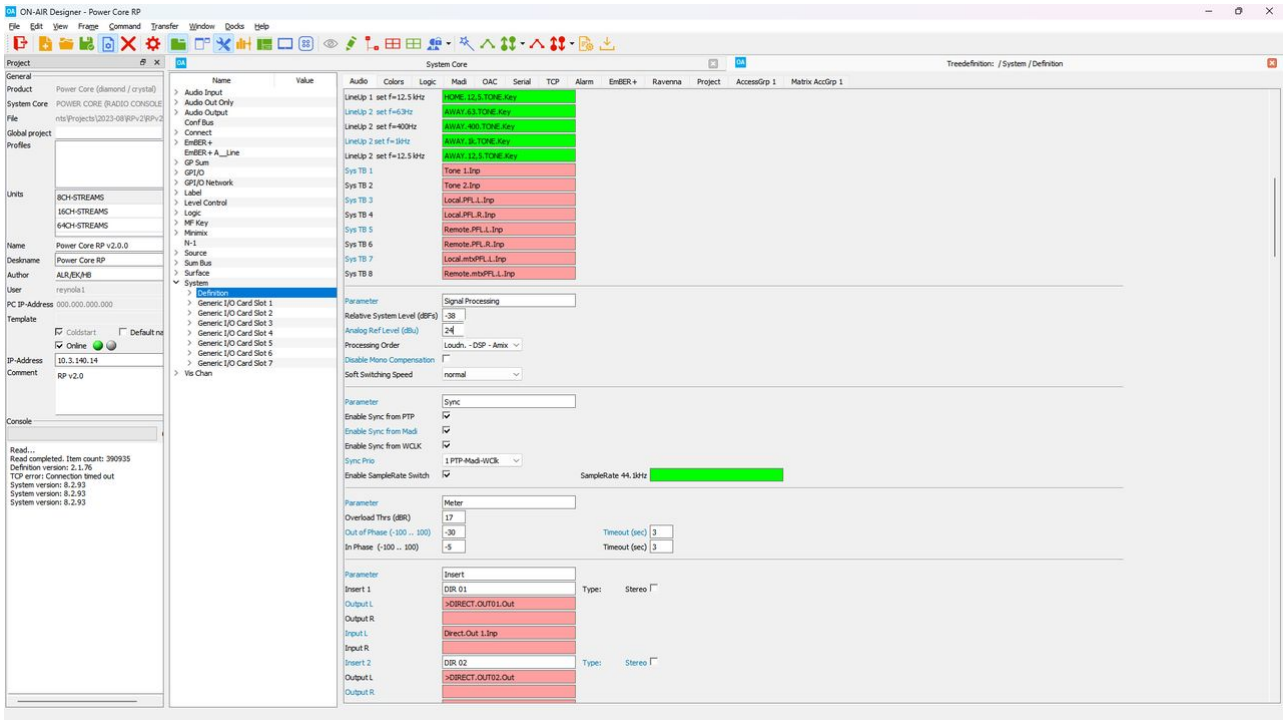 ON-AIR Designer - Power Core RP
File Edit View Frame Command Transfer Window Docks Help
Project
General
Product Power Core (diamond / crystal)
System Core POWER CORE (RADIO CONSOLE
File nts\Projects\2023-08\RPv2\RPv2
Global project
Profiles
Units 8CH-STREAMS
16CH-STREAMS
64CH-STREAMS
Name Power Core RP v2.0.0
Deskname Power Core RP
Author ALR/EK/HB
User reynola1
PC IP-Address 000.000.000.000
Template
Coldstart Default na
Online
IP-Address 10.3.140.14
Comment RP v2.0
Console
Read...
Read completed. Item count: 390935
Definition version: 2.1.76
TCP error: Connection timed out
System version: 8.2.93
System version: 8.2.93
System version: 8.2.93
System Core
Name Value
Audio Input
Audio Out Only
Audio Output
Conf Bus
Connect
EmBER+
EmBER+ A__Line
GP Sum
GPI/O
GPI/O Network
Label
Level Control
Logic
MF Key
Minimix
N-1
Source
Sum Bus
Surface
System
Definition
Generic I/O Card Slot 1
Generic I/O Card Slot 2
Generic I/O Card Slot 3
Generic I/O Card Slot 4
Generic I/O Card Slot 5
Generic I/O Card Slot 6
Generic I/O Card Slot 7
Vis Chan
Treedefinition: / System / Definition
Audio Colors Logic Madi OAC Serial TCP Alarm EmBER+ Ravenna Project AccessGrp 1 Matrix AccGrp 1
LineUp 1 set f=12.5 kHz HOME.12,5.TONE.Key
LineUp 2 set f=63Hz AWAY.63.TONE.Key
LineUp 2 set f=400Hz AWAY.400.TONE.Key
LineUp 2 set f=1kHz AWAY.1k.TONE.Key
LineUp 2 set f=12.5 kHz AWAY.12,5.TONE.Key
Sys TB 1 Tone 1.Inp
Sys TB 2 Tone 2.Inp
Sys TB 3 Local.PFL.L.Inp
Sys TB 4 Local.PFL.R.Inp
Sys TB 5 Remote.PFL.L.Inp
Sys TB 6 Remote.PFL.R.Inp
Sys TB 7 Local.mtxPFL.L.Inp
Sys TB 8 Remote.mtxPFL.L.Inp
Parameter Signal Processing
Relative System Level (dBFs) -38
Analog Ref Level (dBu) 24
Processing Order Loudn. - DSP - Amix
Disable Mono Compensation
Soft Switching Speed normal
Parameter Sync
Enable Sync from PTP
Enable Sync from Madi
Enable Sync from WCLK
Sync Prio 1 PTP-Madi-WClk
Enable SampleRate Switch SampleRate 44.1kHz
Parameter Meter
Overload Thrs (dBR) 17
Out of Phase (-100 .. 100) -30 Timeout (sec) 3
In Phase (-100 .. 100) -5 Timeout (sec) 3
Parameter Insert
Insert 1 DIR 01 Type: Stereo
Output L >DIRECT.OUT01.Out
Output R
Input L Direct.Out 1.Inp
Input R
Insert 2 DIR 02 Type: Stereo
Output L >DIRECT.OUT02.Out
Output R